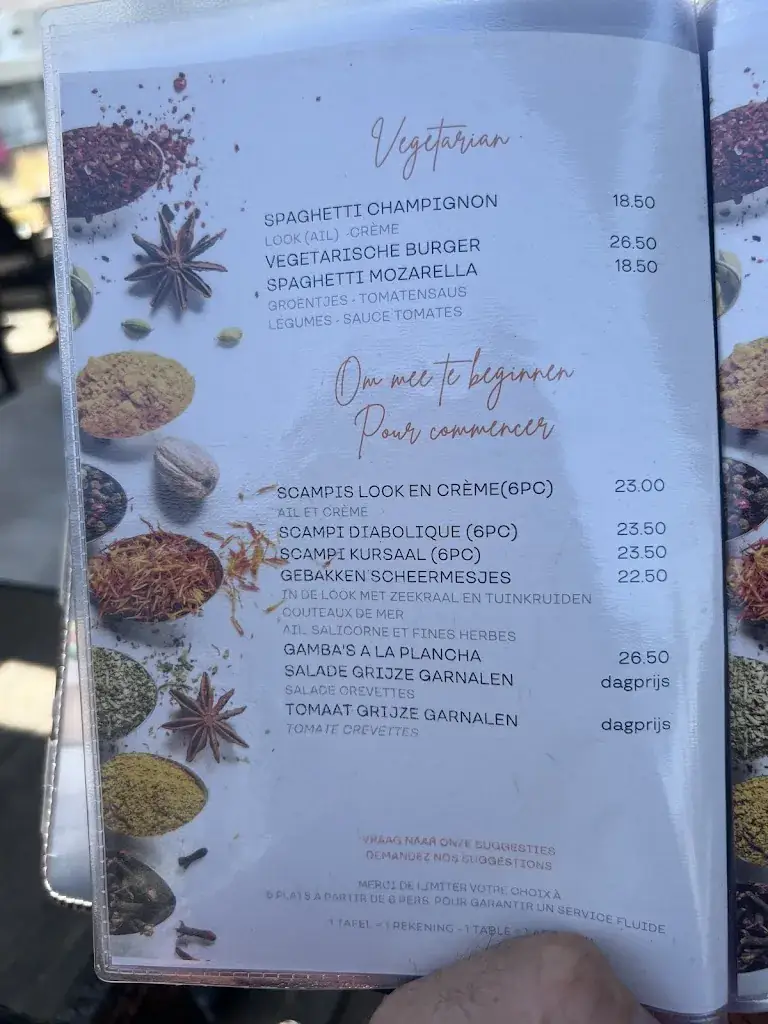 Vegetarian
SPAGHETTI CHAMPIGNON 18.50
LOOK (AIL) -CRÈME
VEGETARISCHE BURGER 26.50
SPAGHETTI MOZARELLA 18.50
GROENTJES - TOMATENSAUS
LEGUMES - SAUCE TOMATES
Om mee te beginnen
Pour commencer
SCAMPIS LOOK EN CRÈME(6PC) 23.00
AIL ET CRÈME
SCAMPI DIABOLIQUE (6PC) 23.50
SCAMPI KURSAAL (6PC) 23.50
GEBAKKEN SCHEERMESJES 22.50
IN DE LOOK MET ZEEKRAAL EN TUINKRUIDEN
COUTEAUX DE MER
AIL SALICORNE ET FINES HERBES
GAMBA'S A LA PLANCHA 26.50
SALADE GRIJZE GARNALEN dagprijs
SALADE CREVETTES
TOMAAT GRIJZE GARNALEN dagprijs
TOMATE CREVETTES
VRAAG NAAR ONZE SUGGESTIES
DEMANDEZ NOS SUGGESTIONS
MERCI DE LIMITER VOTRE CHOIX À
5 PLATS A PARTIR DE 6 PERS. POUR GARANTIR UN SERVICE FLUIDE
1 TAFEL = 1 REKENING - 1 TABLE = 1